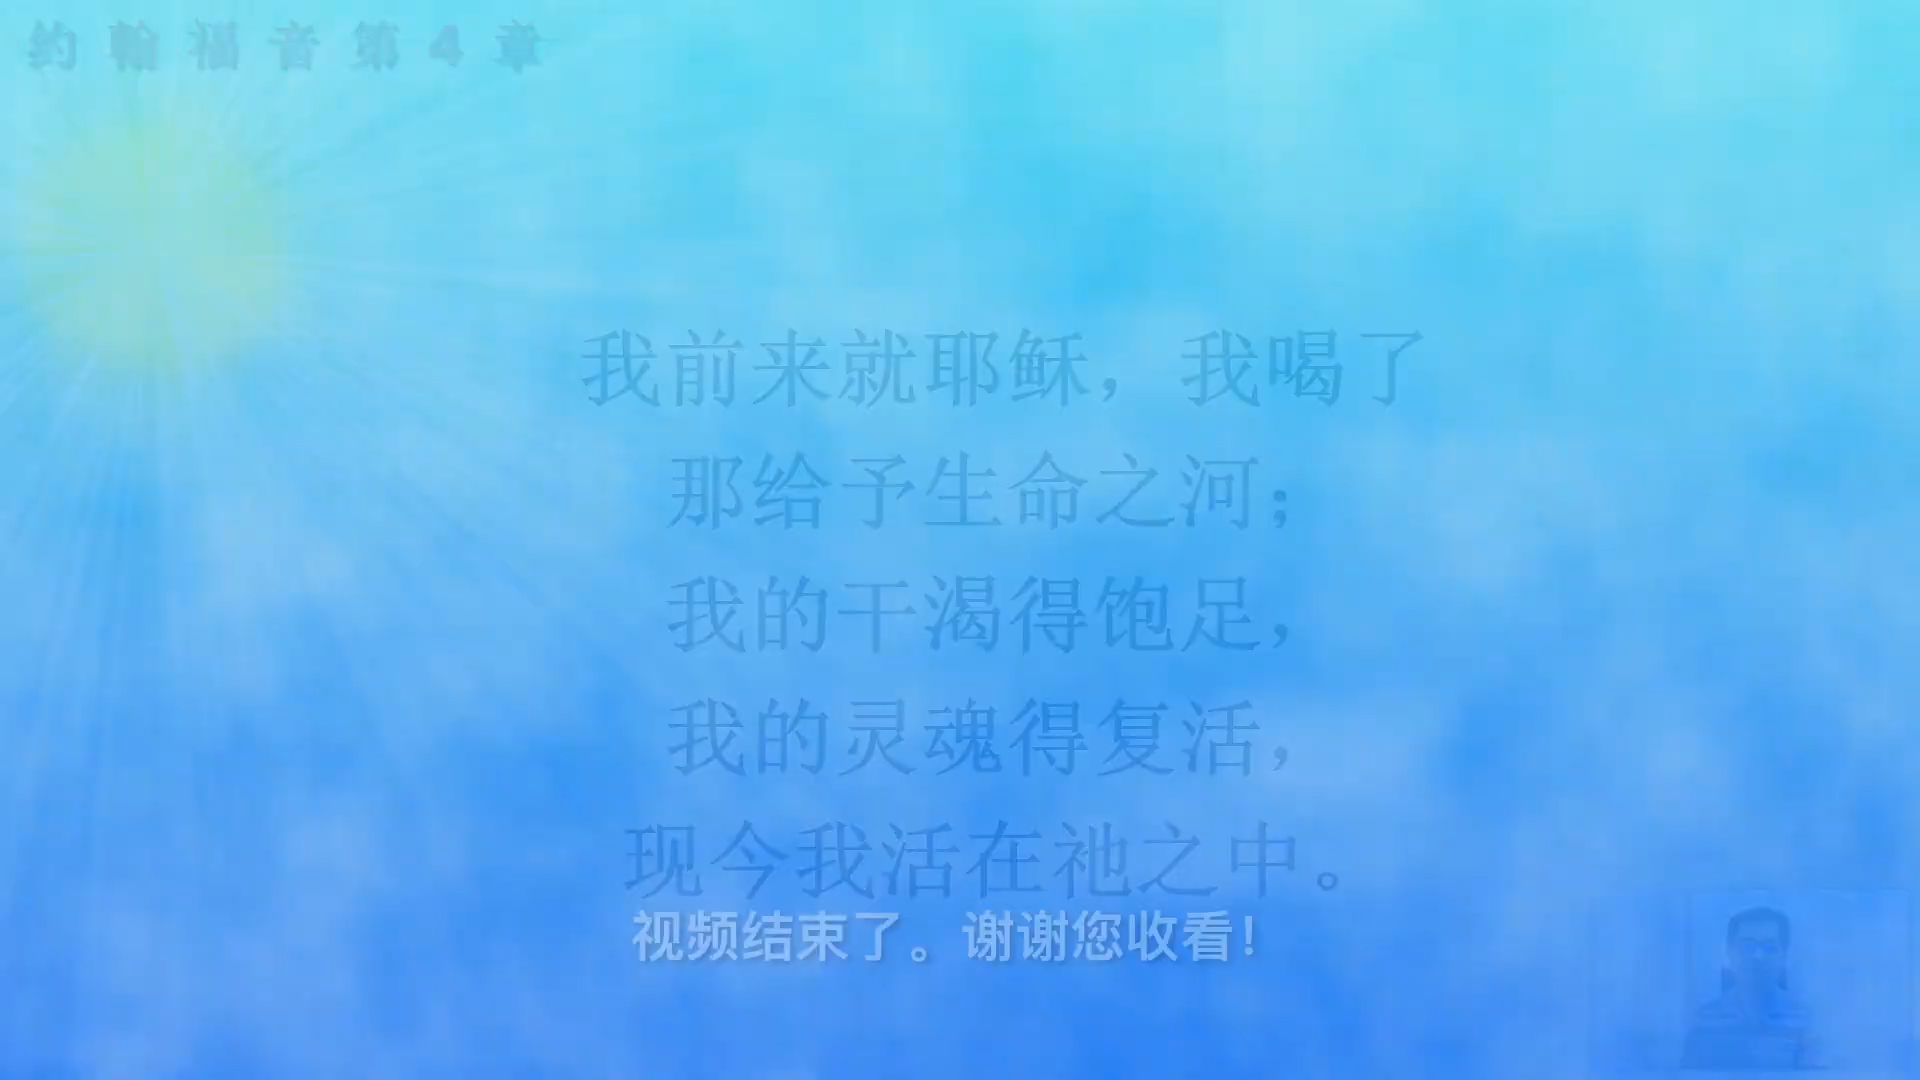 约翰福音第4章
我前来就耶稣，我喝了
那给予生命之河；
我的干渴得饱足，
我的灵魂得复活，
现今我活在祂之中。
视频结束了。谢谢您收看！